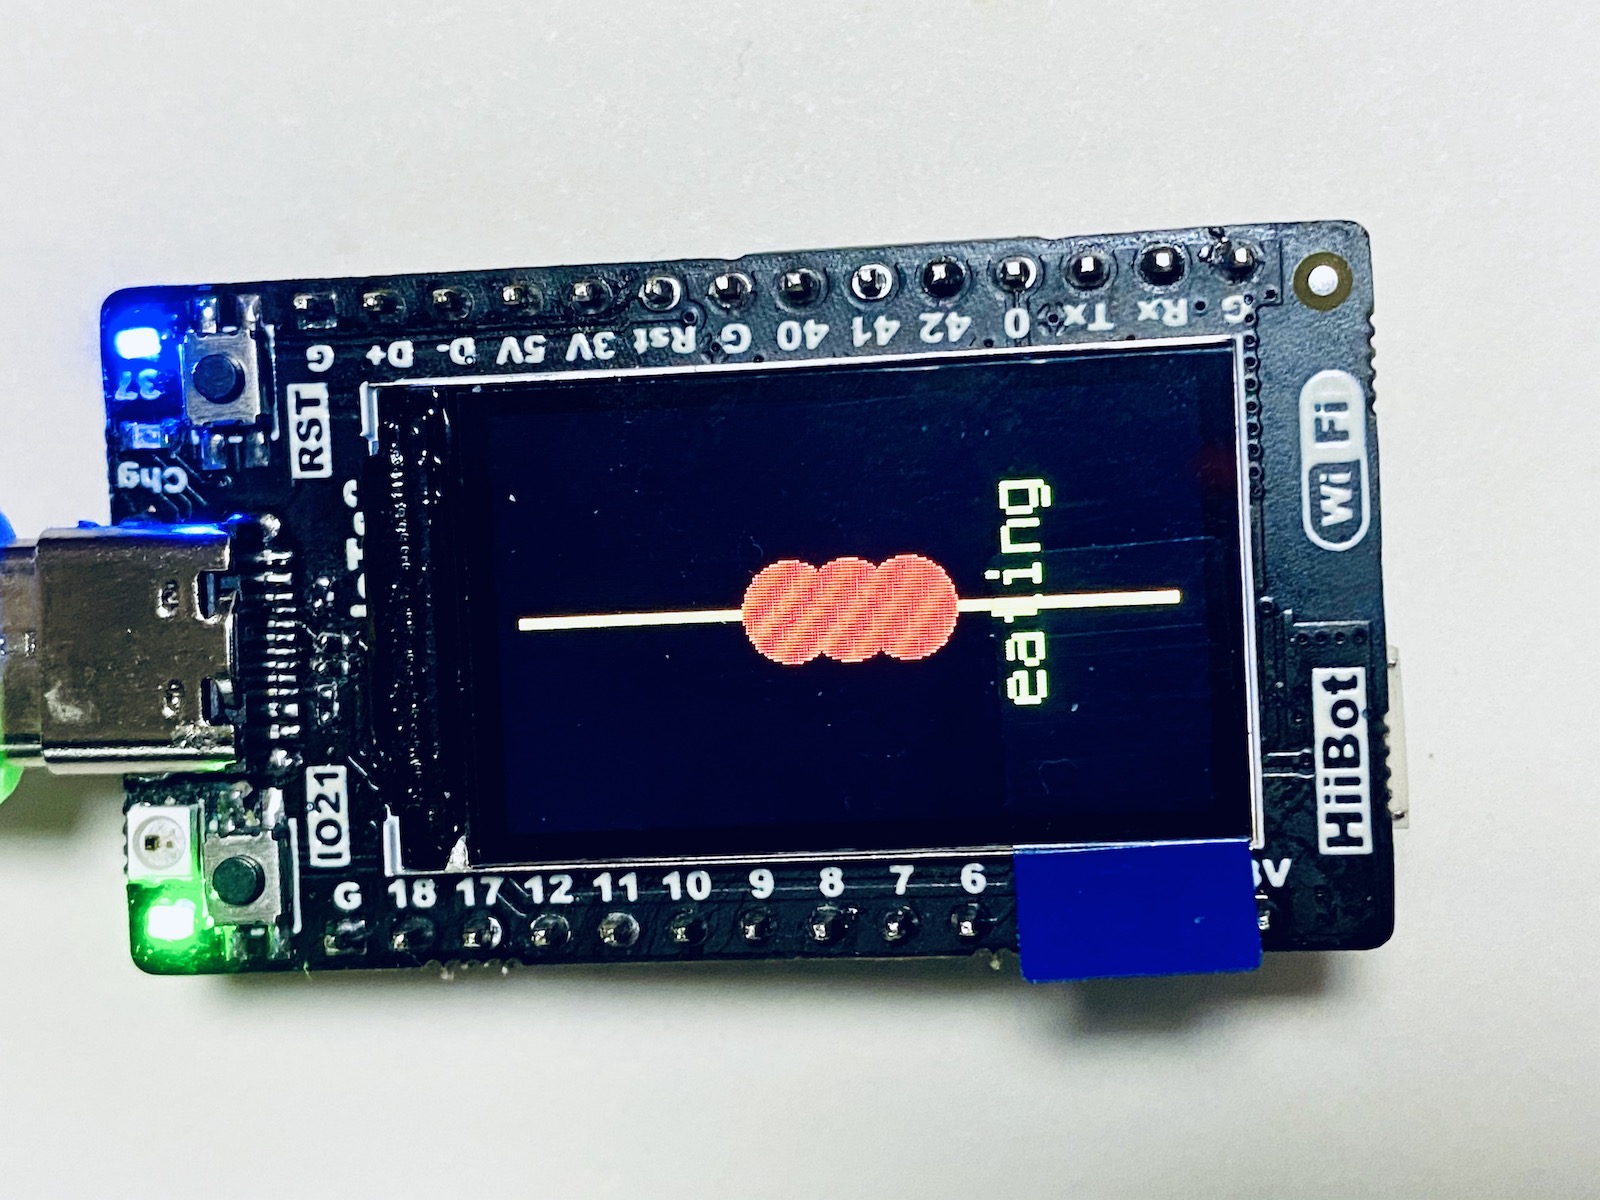 37
Chg
RST
G D+ D- 5V 3V Rst G 40 41 42 0 Tx Rx G
eating
WiFi
HiiBot
IO21
G 18 17 12 11 10 9 8 7 6